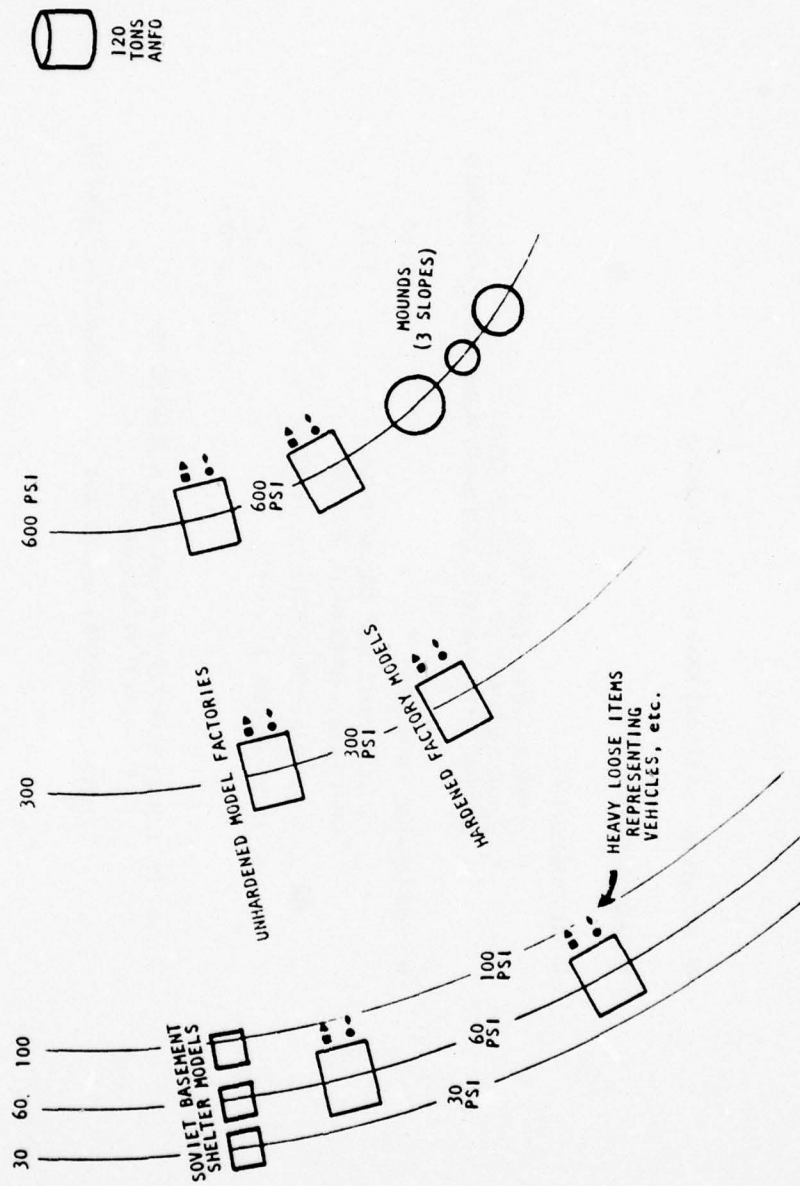 120
TONS
ANFO
MOUNDS
(3 SLOPES)
600 PSI
600
PSI
300
UNHARDENED MODEL FACTORIES
300
PSI
HARDENED FACTORY MODELS
HEAVY LOOSE ITEMS
REPRESENTING
VEHICLES, etc.
100
60.
30
SOVIET BASEMENT
SHELTER MODELS
100
PSI
60
PSI
30
PSI